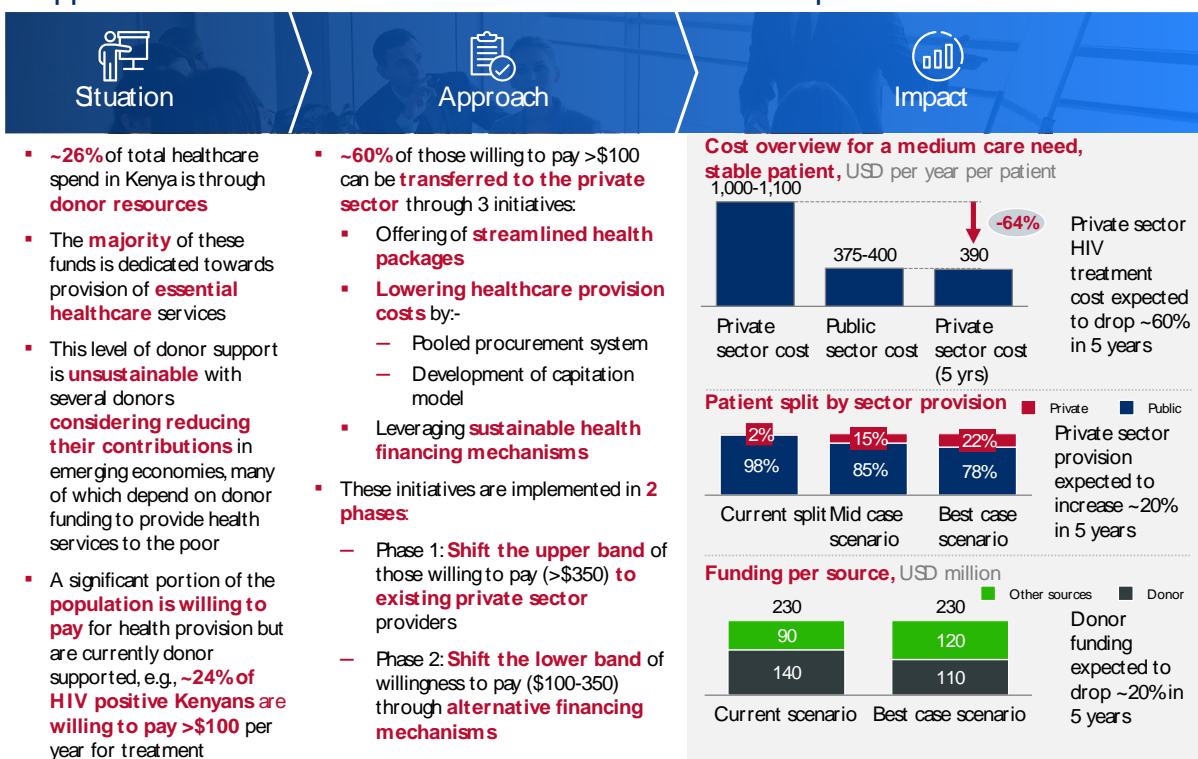 Situation
Approach
Impact
▪ ~26% of total healthcare
spend in Kenya is through
donor resources
▪ The majority of these
funds is dedicated towards
provision of essential
healthcare services
▪ This level of donor support
is unsustainable with
several donors
considering reducing
their contributions in
emerging economies, many
of which depend on donor
funding to provide health
services to the poor
▪ A significant portion of the
population is willing to
pay for health provision but
are currently donor
supported, e.g., ~24% of
HIV positive Kenyans are
willing to pay >$100 per
year for treatment
▪ ~60% of those willing to pay >$100
can be transferred to the private
sector through 3 initiatives:
▪ Offering of streamlined health
packages
▪ Lowering healthcare provision
costs by:-
— Pooled procurement system
— Development of capitation
model
▪ Leveraging sustainable health
financing mechanisms
▪ These initiatives are implemented in 2
phases:
— Phase 1: Shift the upper band of
those willing to pay (>$350) to
existing private sector
providers
— Phase 2: Shift the lower band of
willingness to pay ($100-350)
through alternative financing
mechanisms
Cost overview for a medium care need,
stable patient, USD per year per patient
1,000-1,100
375-400
390
-64%
Private
sector cost
Public
sector cost
Private
sector cost
(5 yrs)
Private sector
HIV
treatment
cost expected
to drop ~60%
in 5 years
Patient split by sector provision
Private
Public
2%
98%
15%
85%
22%
78%
Current split
Mid case
scenario
Best case
scenario
Private sector
provision
expected to
increase ~20%
in 5 years
Funding per source, USD million
Other sources
Donor
230
90
140
230
120
110
Current scenario
Best case scenario
Donor
funding
expected to
drop ~20% in
5 years